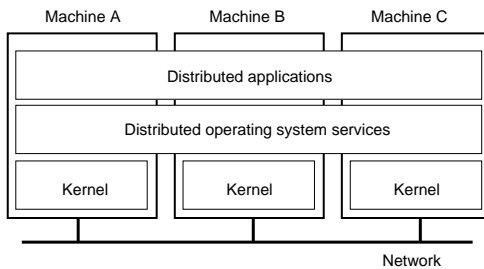 Machine A
Machine B
Machine C
Distributed applications
Distributed operating system services
Kernel
Kernel
Kernel
Network